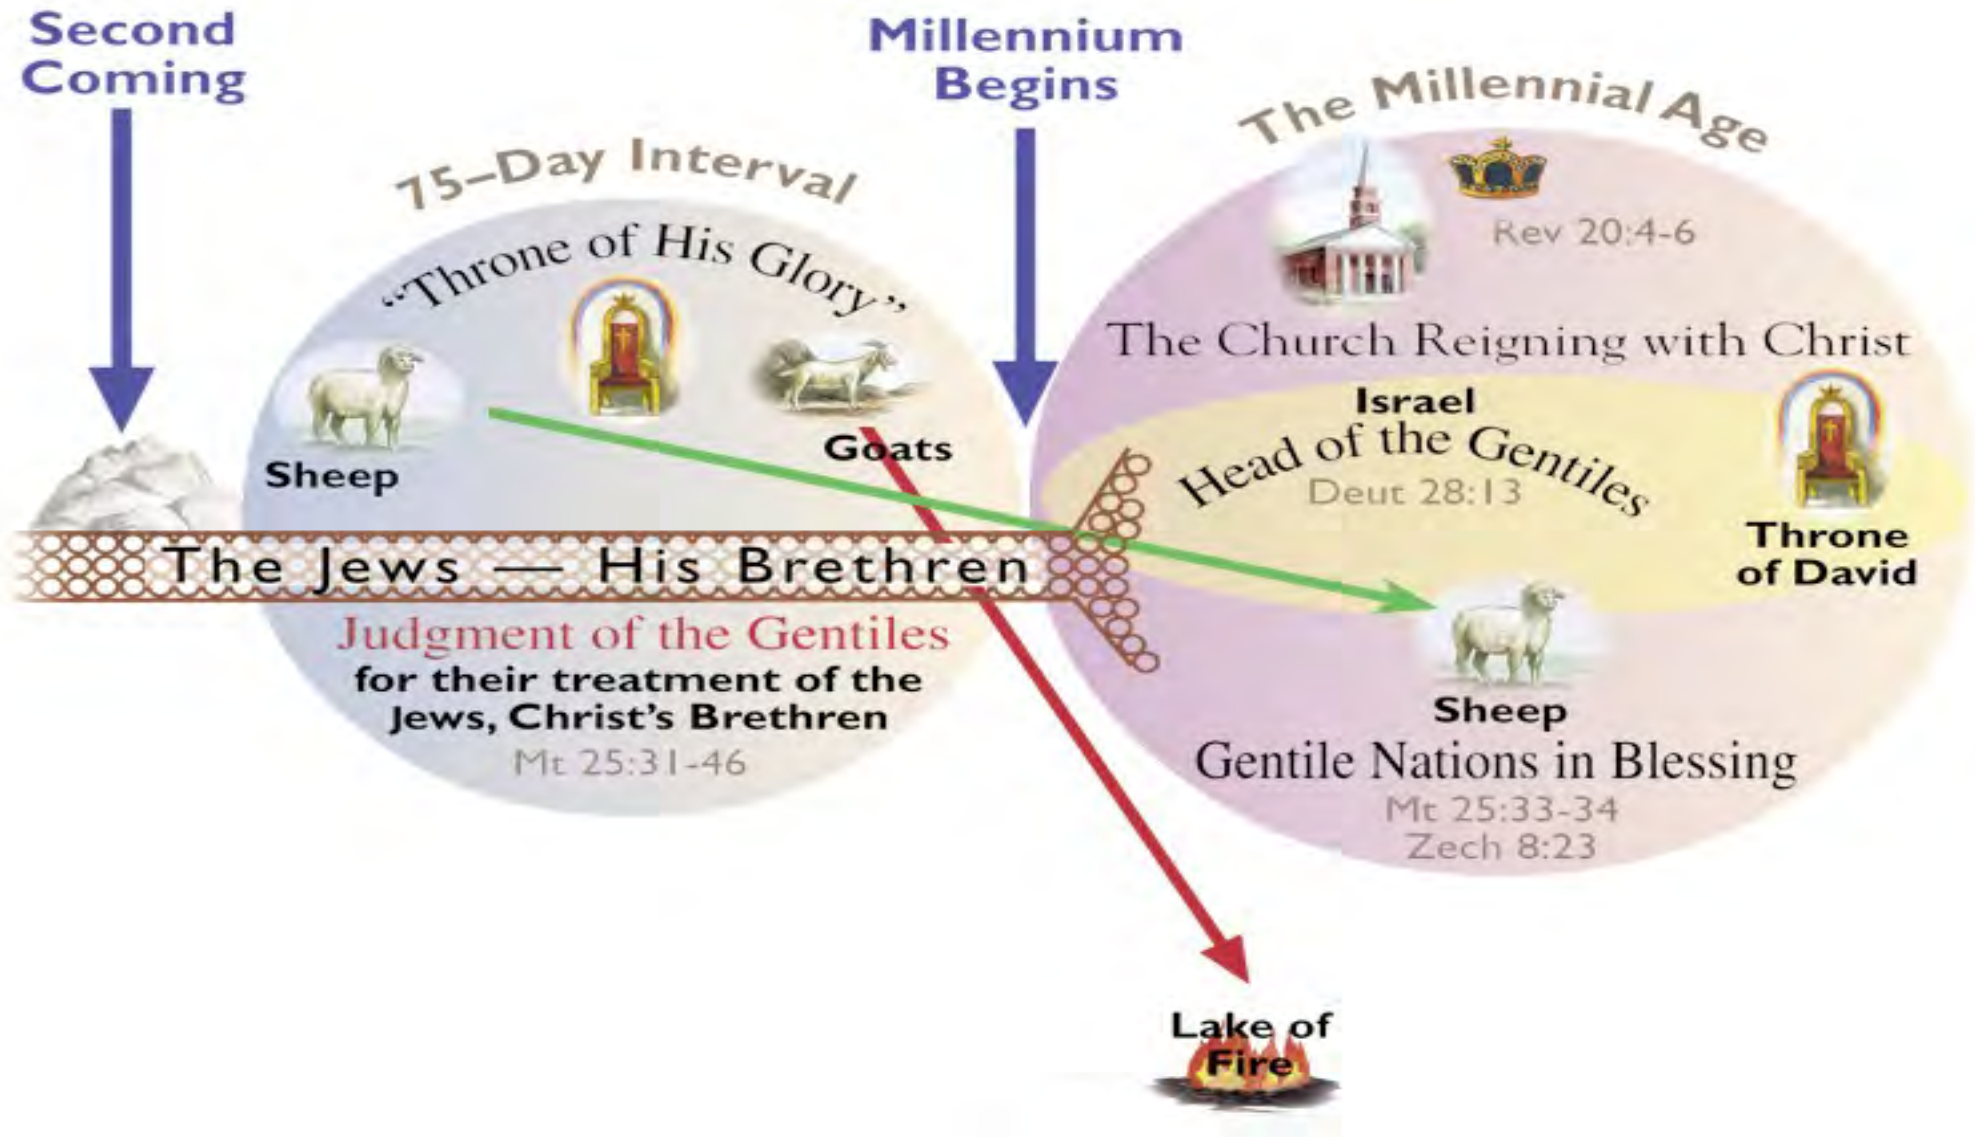 Second
Coming
Millennium
Begins
75–Day Interval
“Throne of His Glory”
Sheep
Goats
The Jews — His Brethren
Judgment of the Gentiles
for their treatment of the
Jews, Christ’s Brethren
Mt 25:31-46
The Millennial Age
Rev 20:4-6
The Church Reigning with Christ
Israel
Head of the Gentiles
Deut 28:13
Throne
of David
Sheep
Gentile Nations in Blessing
Mt 25:33-34
Zech 8:23
Lake of
Fire